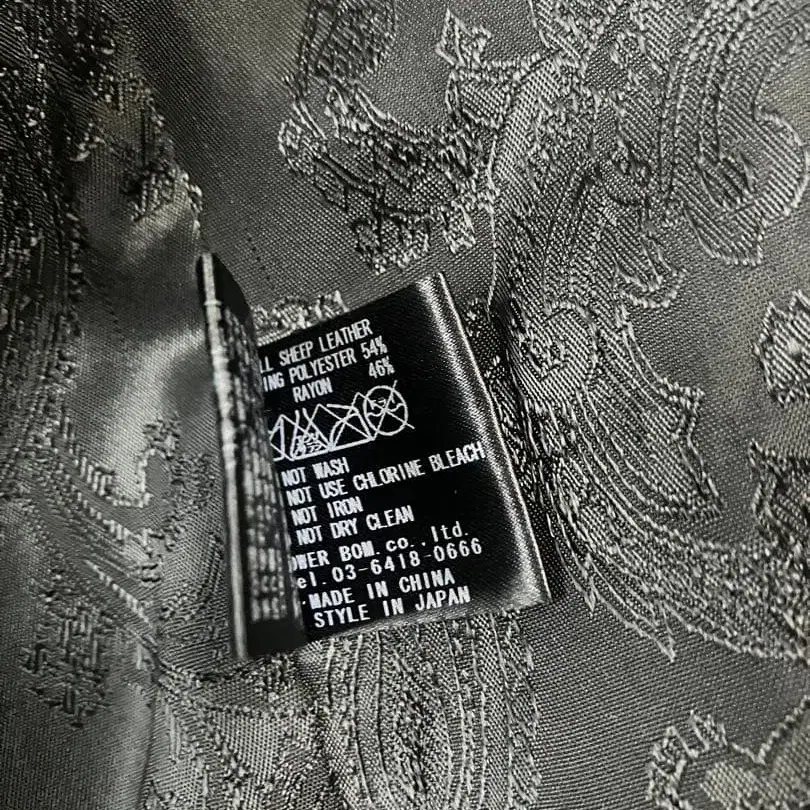 LL SHEEP LEATHER
ING POLYESTER 54%
RAYON 46%
NOT WASH
NOT USE CHLORINE BLEACH
NOT IRON
NOT DRY CLEAN
OWER BOM.co.,ltd.
el.03-6418-0666
MADE IN CHINA
STYLE IN JAPAN